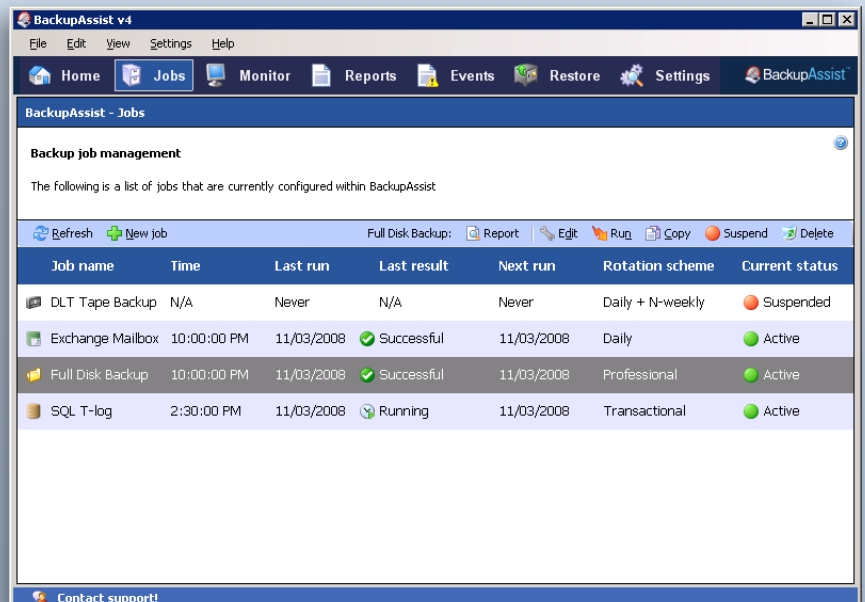 BackupAssist v4
File Edit View Settings Help
Home Jobs Monitor Reports Events Restore Settings BackupAssist™
BackupAssist - Jobs
Backup job management
The following is a list of jobs that are currently configured within BackupAssist
Refresh New job Full Disk Backup: Report Edit Run Copy Suspend Delete
Job name Time Last run Last result Next run Rotation scheme Current status
DLT Tape Backup N/A Never N/A Never Daily + N-weekly Suspended
Exchange Mailbox 10:00:00 PM 11/03/2008 Successful 11/03/2008 Daily Active
Full Disk Backup 10:00:00 PM 11/03/2008 Successful 11/03/2008 Professional Active
SQL T-log 2:30:00 PM 11/03/2008 Running 11/03/2008 Transactional Active
Contact support!